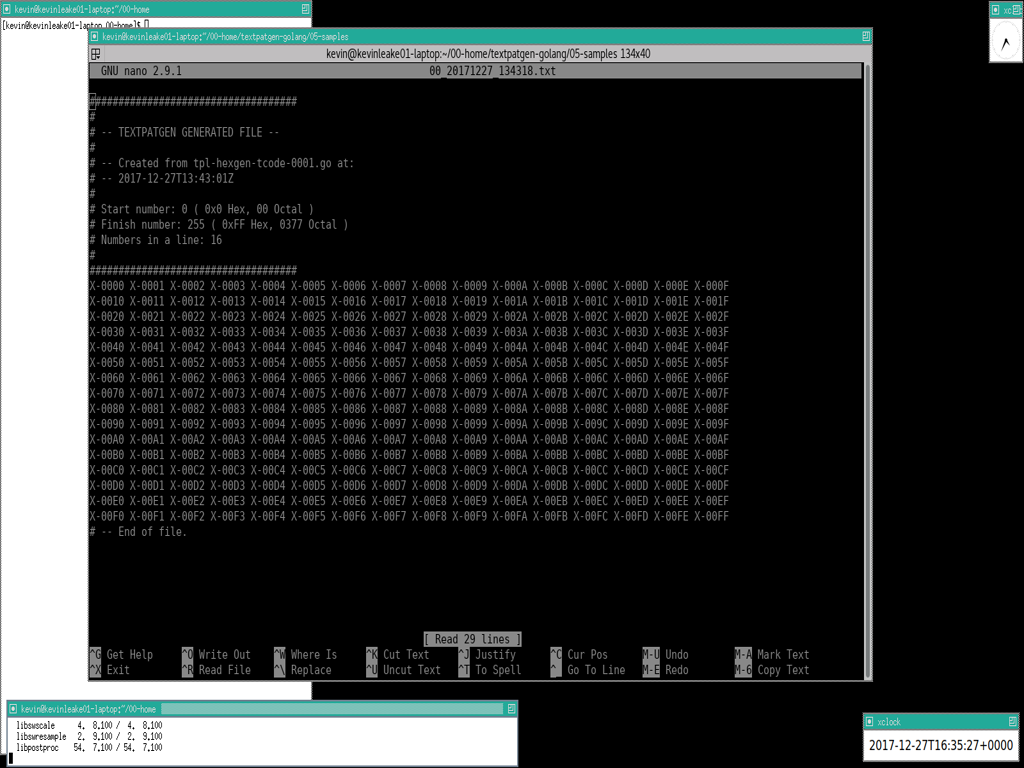 kevin@kevinleake01-laptop:~/00-home
[kevin@kevinleake01-laptop 00-home]$
xc
kevin@kevinleake01-laptop:~/00-home/textpatgen-golang/05-samples
kevin@kevinleake01-laptop:~/00-home/textpatgen-golang/05-samples 134x40
GNU nano 2.9.1 00_20171227_134318.txt
####################################
#
# -- TEXTPATGEN GENERATED FILE --
#
# -- Created from tpl-hexgen-tcode-0001.go at:
# -- 2017-12-27T13:43:01Z
#
# Start number: 0 ( 0x0 Hex, 00 Octal )
# Finish number: 255 ( 0xFF Hex, 0377 Octal )
# Numbers in a line: 16
#
####################################
X-0000 X-0001 X-0002 X-0003 X-0004 X-0005 X-0006 X-0007 X-0008 X-0009 X-000A X-000B X-000C X-000D X-000E X-000F
X-0010 X-0011 X-0012 X-0013 X-0014 X-0015 X-0016 X-0017 X-0018 X-0019 X-001A X-001B X-001C X-001D X-001E X-001F
X-0020 X-0021 X-0022 X-0023 X-0024 X-0025 X-0026 X-0027 X-0028 X-0029 X-002A X-002B X-002C X-002D X-002E X-002F
X-0030 X-0031 X-0032 X-0033 X-0034 X-0035 X-0036 X-0037 X-0038 X-0039 X-003A X-003B X-003C X-003D X-003E X-003F
X-0040 X-0041 X-0042 X-0043 X-0044 X-0045 X-0046 X-0047 X-0048 X-0049 X-004A X-004B X-004C X-004D X-004E X-004F
X-0050 X-0051 X-0052 X-0053 X-0054 X-0055 X-0056 X-0057 X-0058 X-0059 X-005A X-005B X-005C X-005D X-005E X-005F
X-0060 X-0061 X-0062 X-0063 X-0064 X-0065 X-0066 X-0067 X-0068 X-0069 X-006A X-006B X-006C X-006D X-006E X-006F
X-0070 X-0071 X-0072 X-0073 X-0074 X-0075 X-0076 X-0077 X-0078 X-0079 X-007A X-007B X-007C X-007D X-007E X-007F
X-0080 X-0081 X-0082 X-0083 X-0084 X-0085 X-0086 X-0087 X-0088 X-0089 X-008A X-008B X-008C X-008D X-008E X-008F
X-0090 X-0091 X-0092 X-0093 X-0094 X-0095 X-0096 X-0097 X-0098 X-0099 X-009A X-009B X-009C X-009D X-009E X-009F
X-00A0 X-00A1 X-00A2 X-00A3 X-00A4 X-00A5 X-00A6 X-00A7 X-00A8 X-00A9 X-00AA X-00AB X-00AC X-00AD X-00AE X-00AF
X-00B0 X-00B1 X-00B2 X-00B3 X-00B4 X-00B5 X-00B6 X-00B7 X-00B8 X-00B9 X-00BA X-00BB X-00BC X-00BD X-00BE X-00BF
X-00C0 X-00C1 X-00C2 X-00C3 X-00C4 X-00C5 X-00C6 X-00C7 X-00C8 X-00C9 X-00CA X-00CB X-00CC X-00CD X-00CE X-00CF
X-00D0 X-00D1 X-00D2 X-00D3 X-00D4 X-00D5 X-00D6 X-00D7 X-00D8 X-00D9 X-00DA X-00DB X-00DC X-00DD X-00DE X-00DF
X-00E0 X-00E1 X-00E2 X-00E3 X-00E4 X-00E5 X-00E6 X-00E7 X-00E8 X-00E9 X-00EA X-00EB X-00EC X-00ED X-00EE X-00EF
X-00F0 X-00F1 X-00F2 X-00F3 X-00F4 X-00F5 X-00F6 X-00F7 X-00F8 X-00F9 X-00FA X-00FB X-00FC X-00FD X-00FE X-00FF
# -- End of file.
[ Read 29 lines ]
^G Get Help ^O Write Out ^W Where Is ^K Cut Text ^J Justify ^C Cur Pos M-U Undo M-A Mark Text
^X Exit ^R Read File ^\ Replace ^U Uncut Text ^T To Spell ^_ Go To Line M-E Redo M-6 Copy Text
kevin@kevinleake01-laptop:~/00-home
libswscale 4. 8.100 / 4. 8.100
libswresample 2. 9.100 / 2. 9.100
libpostproc 54. 7.100 / 54. 7.100
xclock
2017-12-27T16:35:27+0000